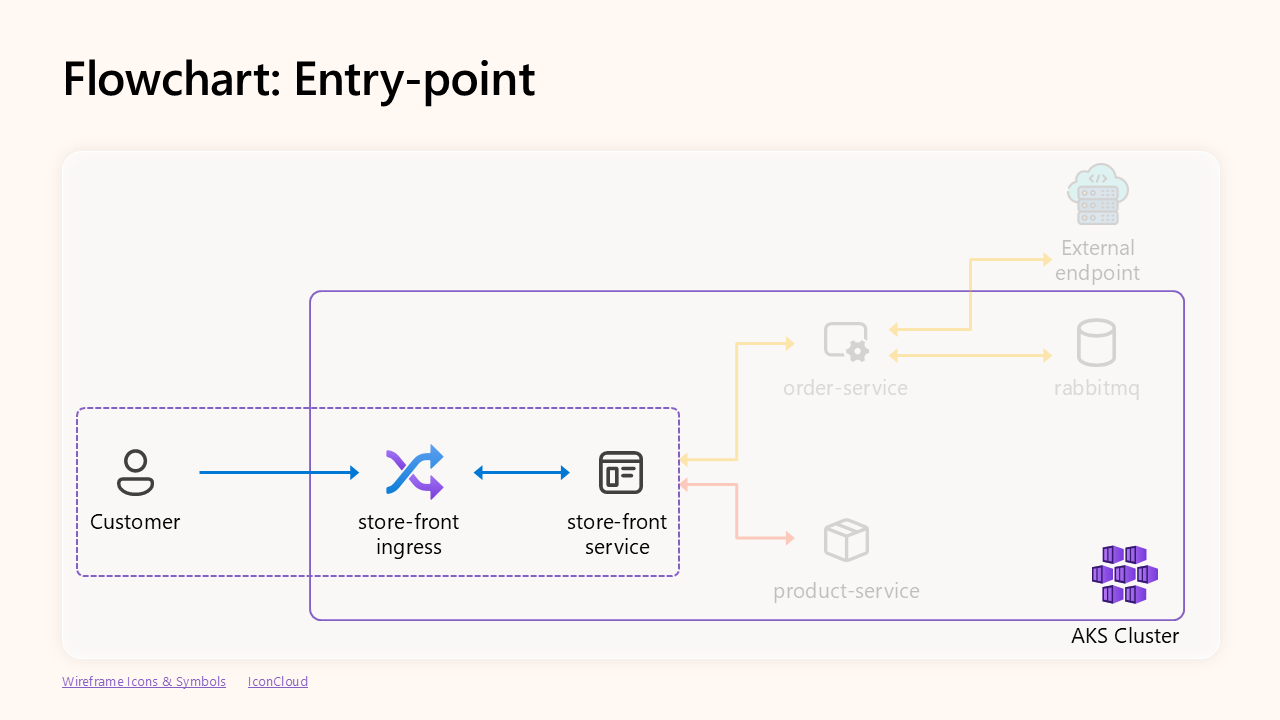 Flowchart: Entry-point
External
endpoint
order-service
rabbitmq
Customer
store-front
ingress
store-front
service
product-service
AKS Cluster
Wireframe Icons & Symbols
IconCloud